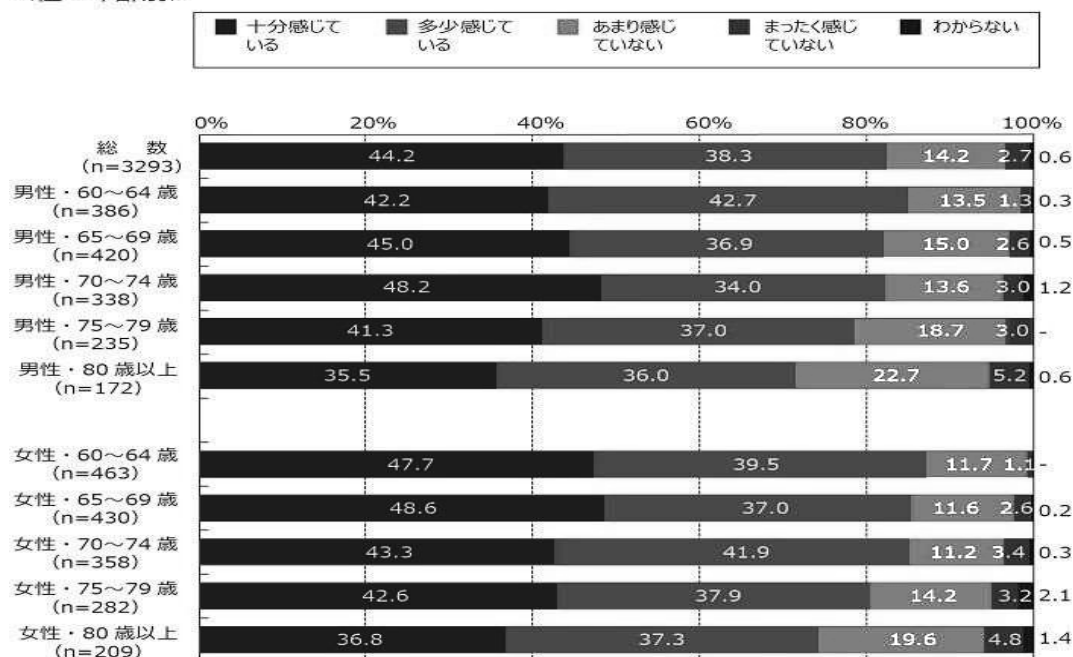 十分感じて
いる
多少感じて
いる
あまり感じ
ていない
まったく感じ
ていない
わからない
0% 20% 40% 60% 80% 100%
総 数
(n=3293)
44.2 38.3 14.2 2.7 0.6
男性・60～64 歳
(n=386)
42.2 42.7 13.5 1.3 0.3
男性・65～69 歳
(n=420)
45.0 36.9 15.0 2.6 0.5
男性・70～74 歳
(n=338)
48.2 34.0 13.6 3.0 1.2
男性・75～79 歳
(n=235)
41.3 37.0 18.7 3.0 -
男性・80 歳以上
(n=172)
35.5 36.0 22.7 5.2 0.6
女性・60～64 歳
(n=463)
47.7 39.5 11.7 1.1 -
女性・65～69 歳
(n=430)
48.6 37.0 11.6 2.6 0.2
女性・70～74 歳
(n=358)
43.3 41.9 11.2 3.4 0.3
女性・75～79 歳
(n=282)
42.6 37.9 14.2 3.2 2.1
女性・80 歳以上
(n=209)
36.8 37.3 19.6 4.8 1.4